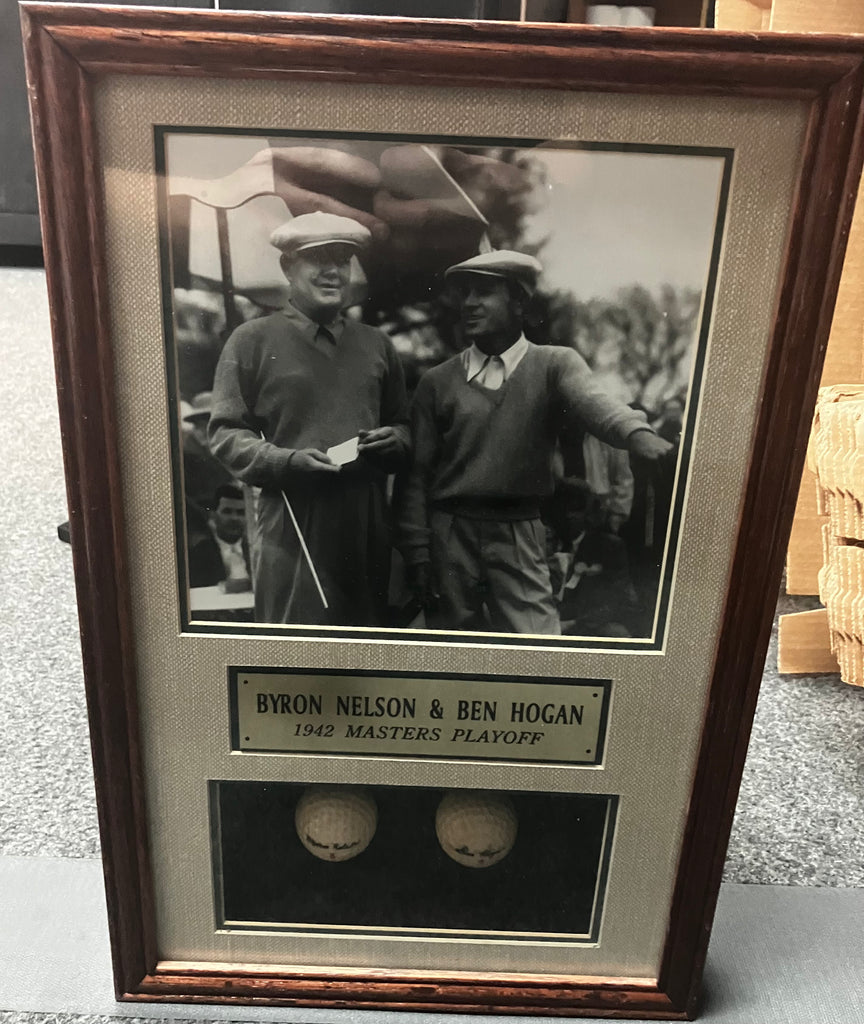 BYRON NELSON & BEN HOGAN
1942 MASTERS PLAYOFF